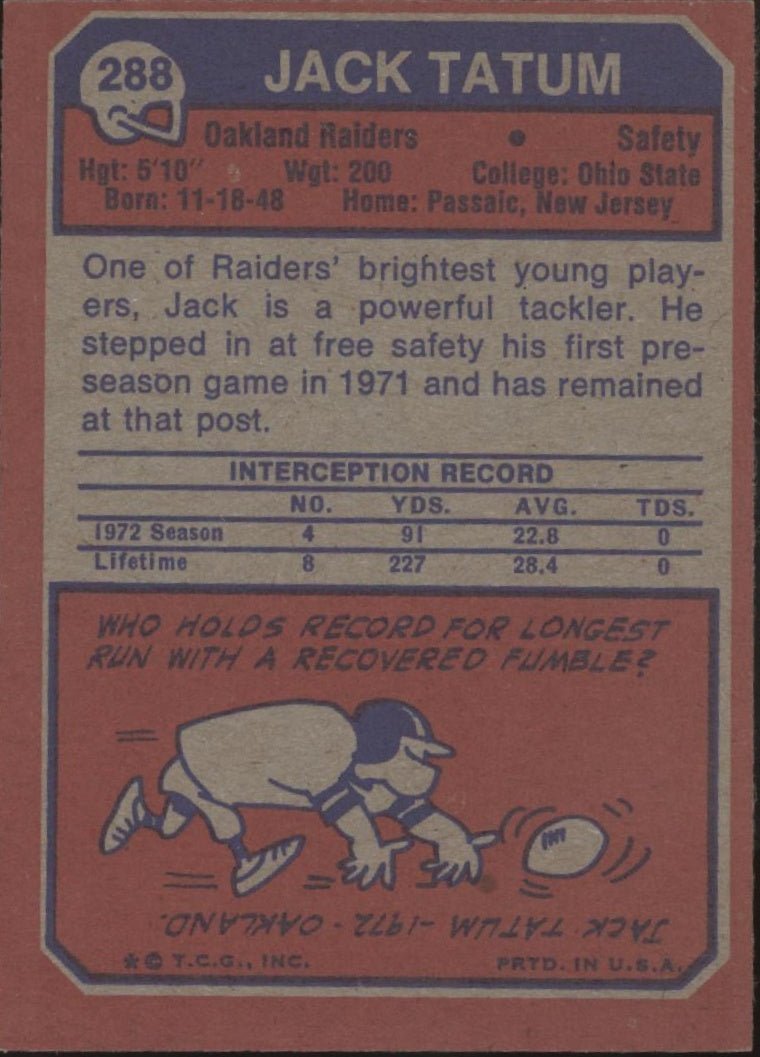 288
JACK TATUM
Oakland Raiders • Safety
Hgt: 5'10" Wgt: 200 College: Ohio State
Born: 11-18-48 Home: Passaic, New Jersey
One of Raiders' brightest young play-
ers, Jack is a powerful tackler. He
stepped in at free safety his first pre-
season game in 1971 and has remained
at that post.
INTERCEPTION RECORD
NO. YDS. AVG. TDS.
1972 Season 4 91 22.8 0
Lifetime 8 227 28.4 0
WHO HOLDS RECORD FOR LONGEST
RUN WITH A RECOVERED FUMBLE?
JACK TATUM - 1972 - OAKLAND.
* © T.C.G., INC. PRTD. IN U.S.A.